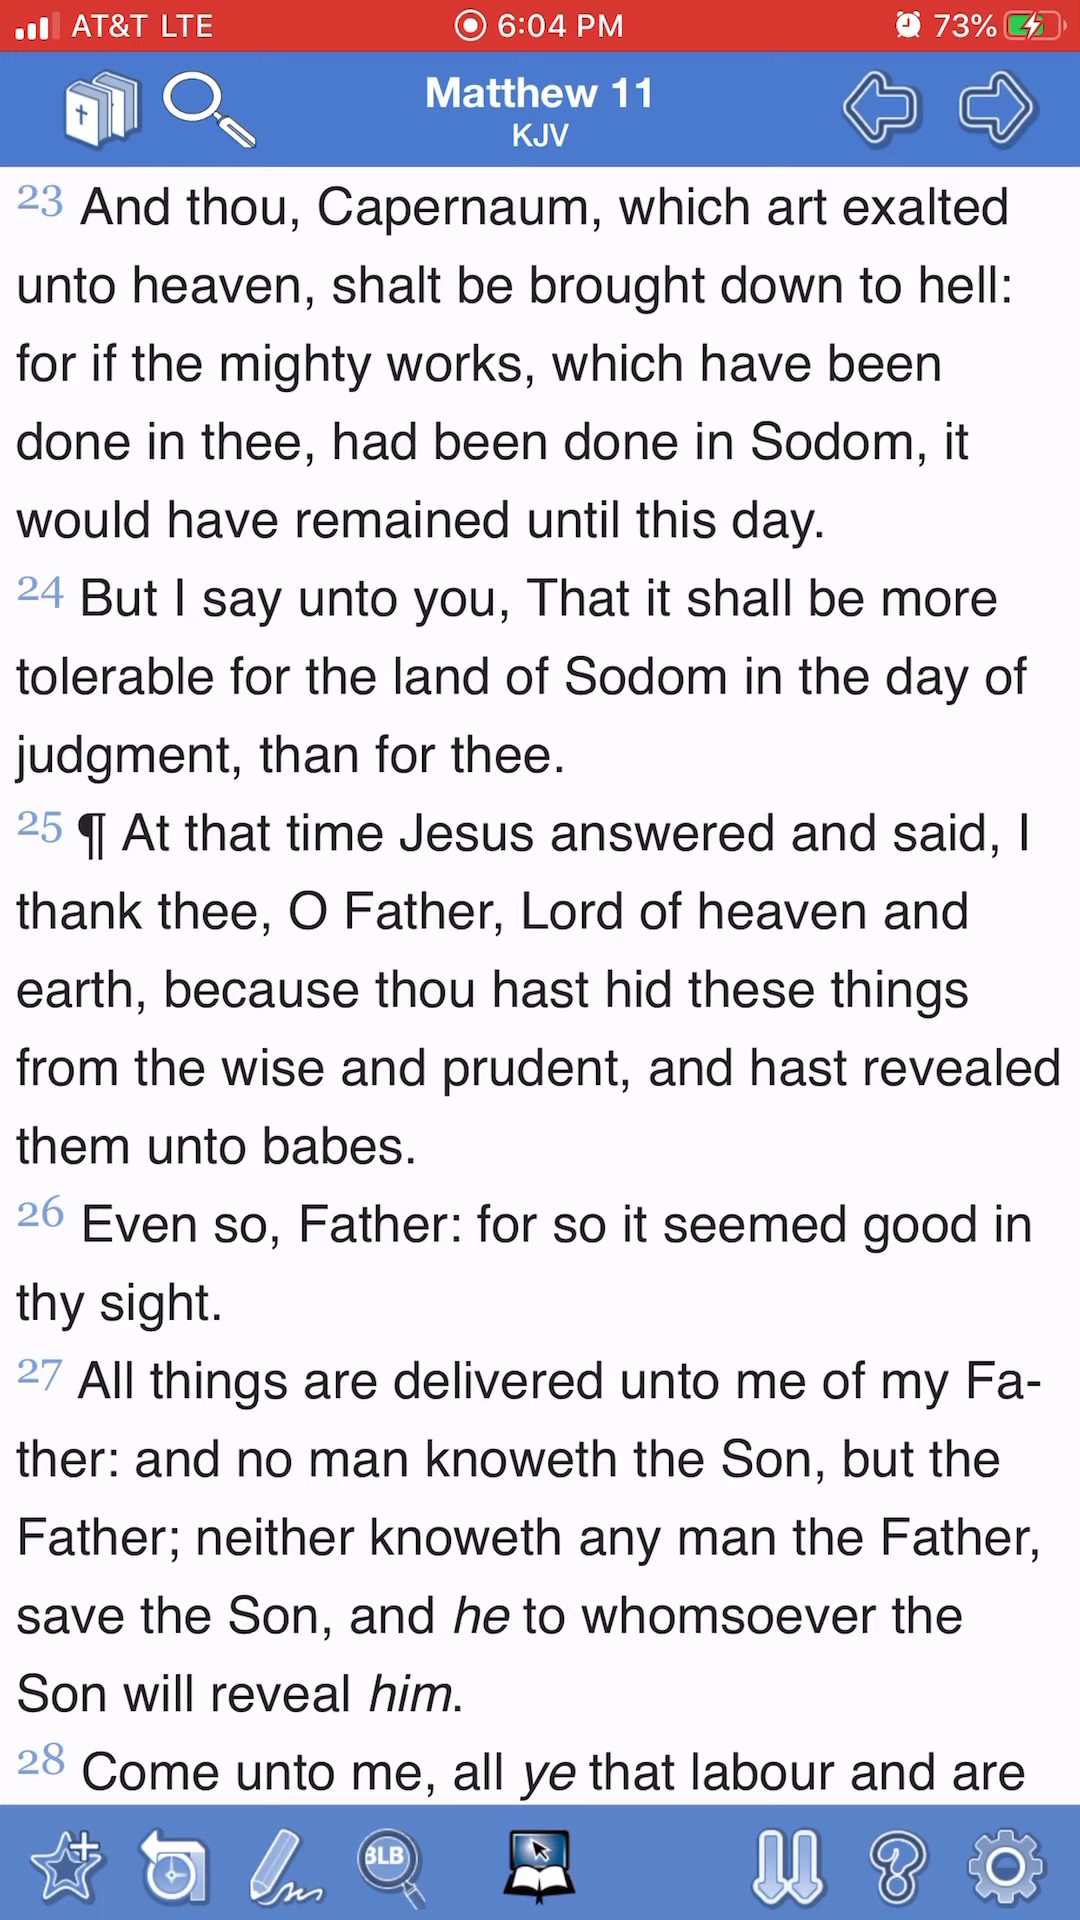 AT&T LTE 6:04 PM 73%
Matthew 11
KJV
23 And thou, Capernaum, which art exalted
unto heaven, shalt be brought down to hell:
for if the mighty works, which have been
done in thee, had been done in Sodom, it
would have remained until this day.
24 But I say unto you, That it shall be more
tolerable for the land of Sodom in the day of
judgment, than for thee.
25 ¶ At that time Jesus answered and said, I
thank thee, O Father, Lord of heaven and
earth, because thou hast hid these things
from the wise and prudent, and hast revealed
them unto babes.
26 Even so, Father: for so it seemed good in
thy sight.
27 All things are delivered unto me of my Fa-
ther: and no man knoweth the Son, but the
Father; neither knoweth any man the Father,
save the Son, and he to whomsoever the
Son will reveal him.
28 Come unto me, all ye that labour and are
BLB